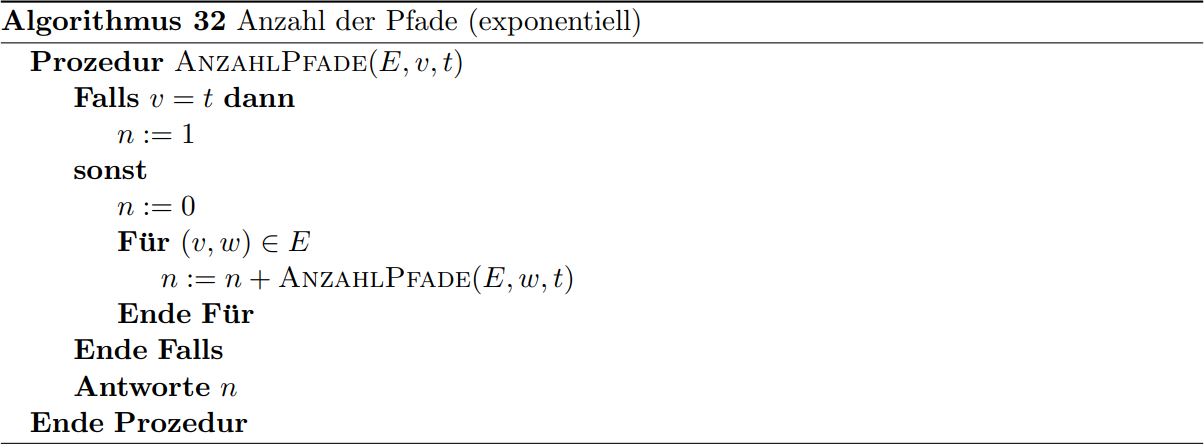 Algorithmus 32 Anzahl der Pfade (exponentiell)
Prozedur AnzahlPfade(E, v, t)
Falls v = t dann
n := 1
sonst
n := 0
Für (v, w) ∈ E
n := n + AnzahlPfade(E, w, t)
Ende Für
Ende Falls
Antworte n
Ende Prozedur